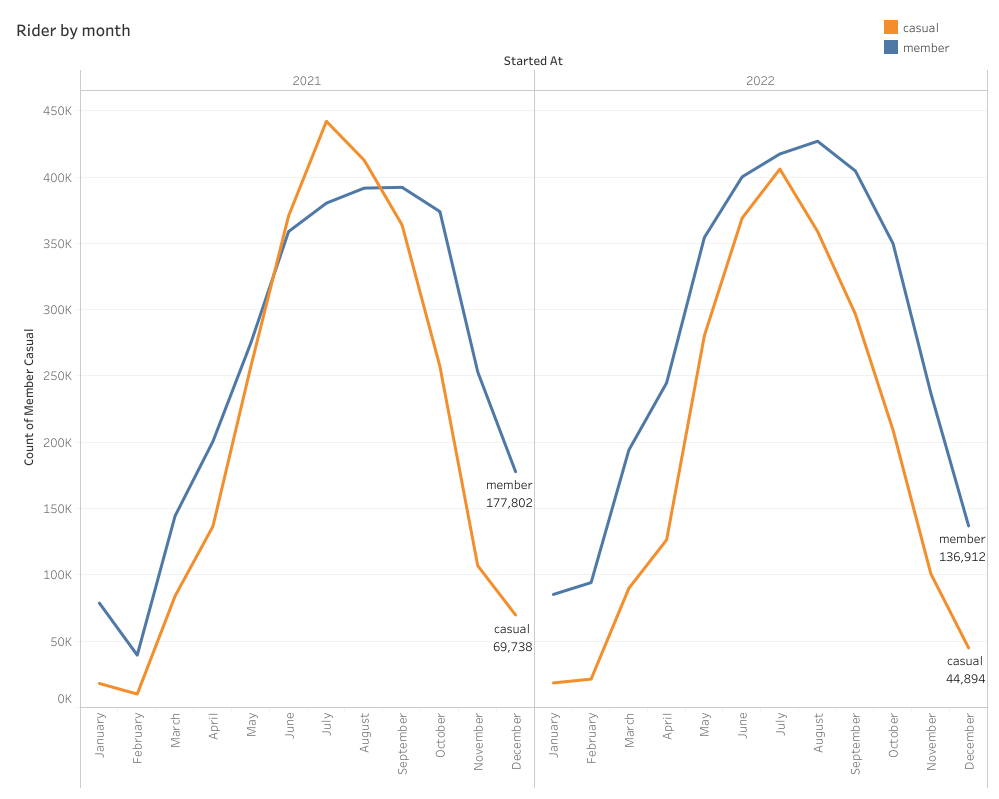 Rider by month
casual
member
Started At
2021
2022
Count of Member Casual
450K
400K
350K
300K
250K
200K
150K
100K
50K
0K
member
177,802
casual
69,738
member
136,912
casual
44,894
January
February
March
April
May
June
July
August
September
October
November
December
January
February
March
April
May
June
July
August
September
October
November
December